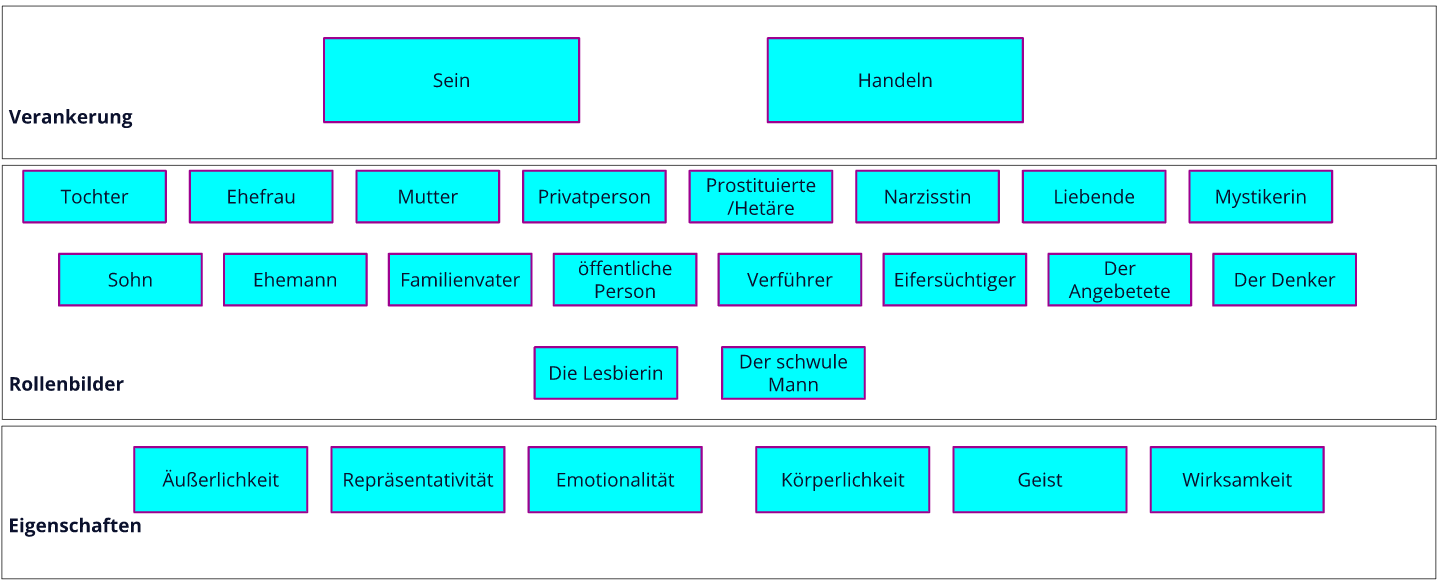 Sein
Handeln
Verankerung
Tochter
Ehefrau
Mutter
Privatperson
Prostituierte
/Hetäre
Narzisstin
Liebende
Mystikerin
Sohn
Ehemann
Familienvater
öffentliche
Person
Verführer
Eifersüchtiger
Der
Angebetete
Der Denker
Die Lesbierin
Der schwule
Mann
Rollenbilder
Äußerlichkeit
Repräsentativität
Emotionalität
Körperlichkeit
Geist
Wirksamkeit
Eigenschaften